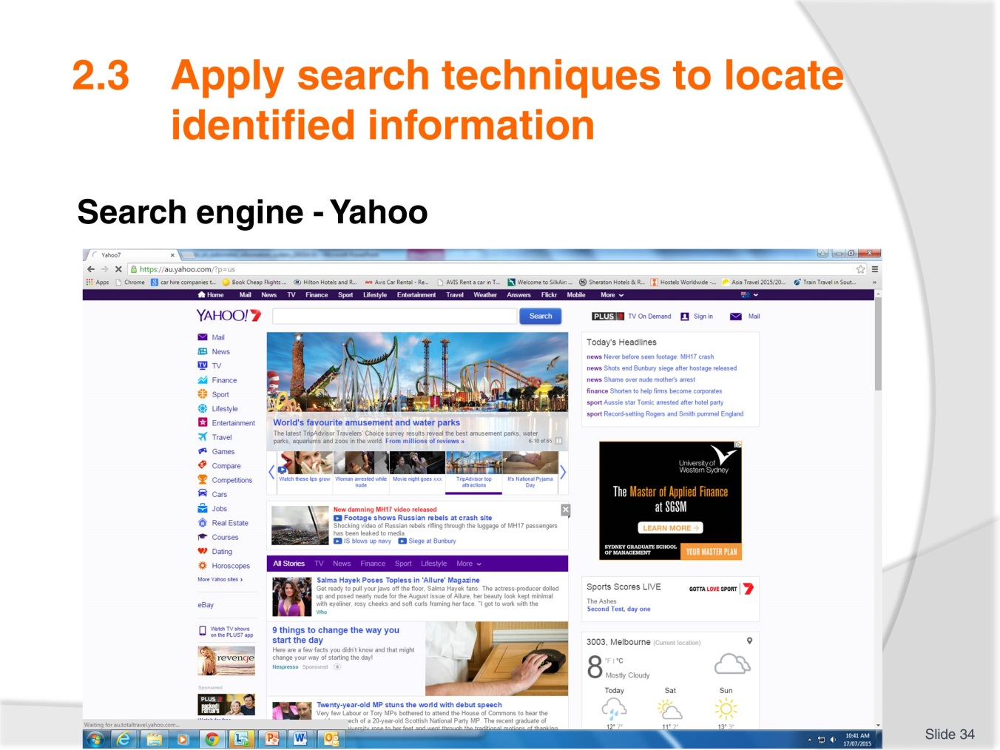 2.3 Apply search techniques to locate
identified information
Search engine - Yahoo
Yahoo7
https://au.yahoo.com/?p=us
Apps Chrome car hire companies t... Book Cheap Flights ... Hilton Hotels and R... Avis Car Rental - Re... AVIS Rent a car in T... Welcome to SilkAir: ... Sheraton Hotels & R... Hostels Worldwide -... Asia Travel 2015/20... Train Travel in Sout... »
Home Mail News TV Finance Sport Lifestyle Entertainment Travel Weather Answers Flickr Mobile More
YAHOO!7 Search PLUS7 TV On Demand Sign in Mail
Mail
News
TV
Finance
Sport
Lifestyle
Entertainment
Travel
Games
Compare
Competitions
Cars
Jobs
Real Estate
Courses
Dating
Horoscopes
More Yahoo sites ›
eBay
Watch TV shows
on the PLUS7 app
revenge
Sponsored
PLUS7
World's favourite amusement and water parks
The latest TripAdvisor Travelers' Choice survey results reveal the best amusement parks, water
parks, aquariums and zoos in the world. From millions of reviews »
6-10 of 65
Watch these lips grow
Woman arrested while
nude
Movie night goes xxx
TripAdvisor top
attractions
It's National Pyjama
Day
New damning MH17 video released
Footage shows Russian rebels at crash site
Shocking video of Russian rebels rifling through the luggage of MH17 passengers
has been leaked to media.
IS blows up navy Siege at Bunbury
All Stories TV News Finance Sport Lifestyle More
Salma Hayek Poses Topless in 'Allure' Magazine
Get ready to pull your jaws off the floor, Salma Hayek fans. The actress-producer dolled
up and posed nearly nude for the August issue of Allure, her beauty look kept minimal
with eyeliner, rosy cheeks and soft curls framing her face. "I got to work with the
Who
9 things to change the way you
start the day
Here are a few facts you didn't know and that might
change your way of starting the day!
Nespresso Sponsored
Twenty-year-old MP stuns the world with debut speech
Very few Labour or Tory MPs bothered to attend the House of Commons to hear the
speech of a 20-year-old Scottish National Party MP. The recent graduate of
university rose to her feet and went through the traditional motions of thanking
Today's Headlines
news Never before seen footage: MH17 crash
news Shots end Bunbury siege after hostage released
news Shame over nude mother's arrest
finance Shorten to help firms become corporates
sport Aussie star Tomic arrested after hotel party
sport Record-setting Rogers and Smith pummel England
University of
Western Sydney
The Master of Applied Finance
at SGSM
LEARN MORE
SYDNEY GRADUATE SCHOOL
OF MANAGEMENT
YOUR MASTER PLAN
Sports Scores LIVE GOTTA LOVE SPORT 7
The Ashes
Second Test, day one
3003, Melbourne (Current location)
8 °F | °C
Mostly Cloudy
Today Sat Sun
12° 7° 11° 2° 13° 3°
Waiting for au.totaltravel.yahoo.com...
10:41 AM
17/07/2015
Slide 34